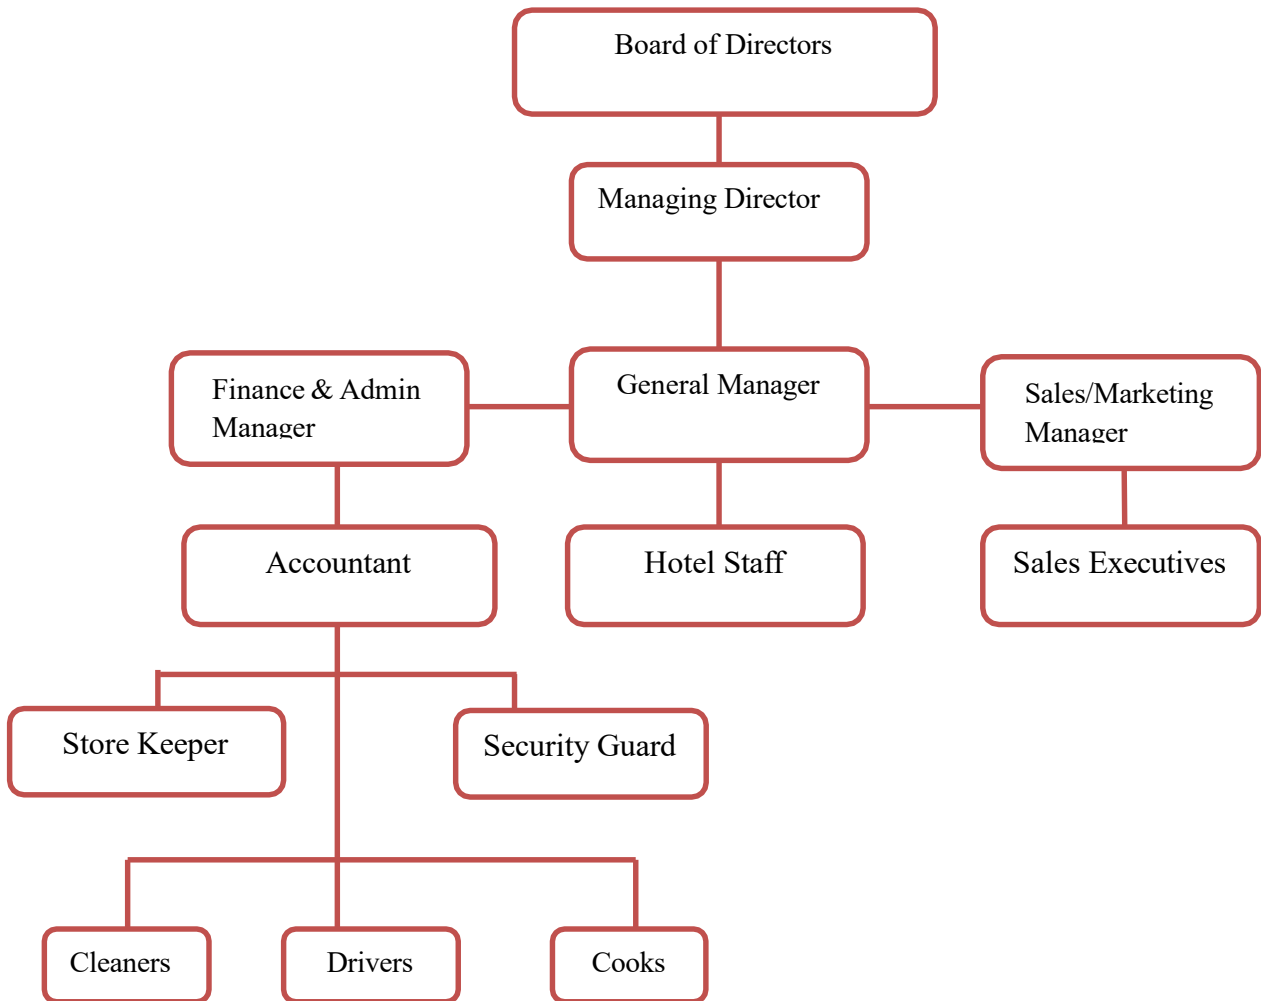 Board of Directors
Managing Director
Finance & Admin
Manager
General Manager
Sales/Marketing
Manager
Accountant
Hotel Staff
Sales Executives
Store Keeper
Security Guard
Cleaners
Drivers
Cooks